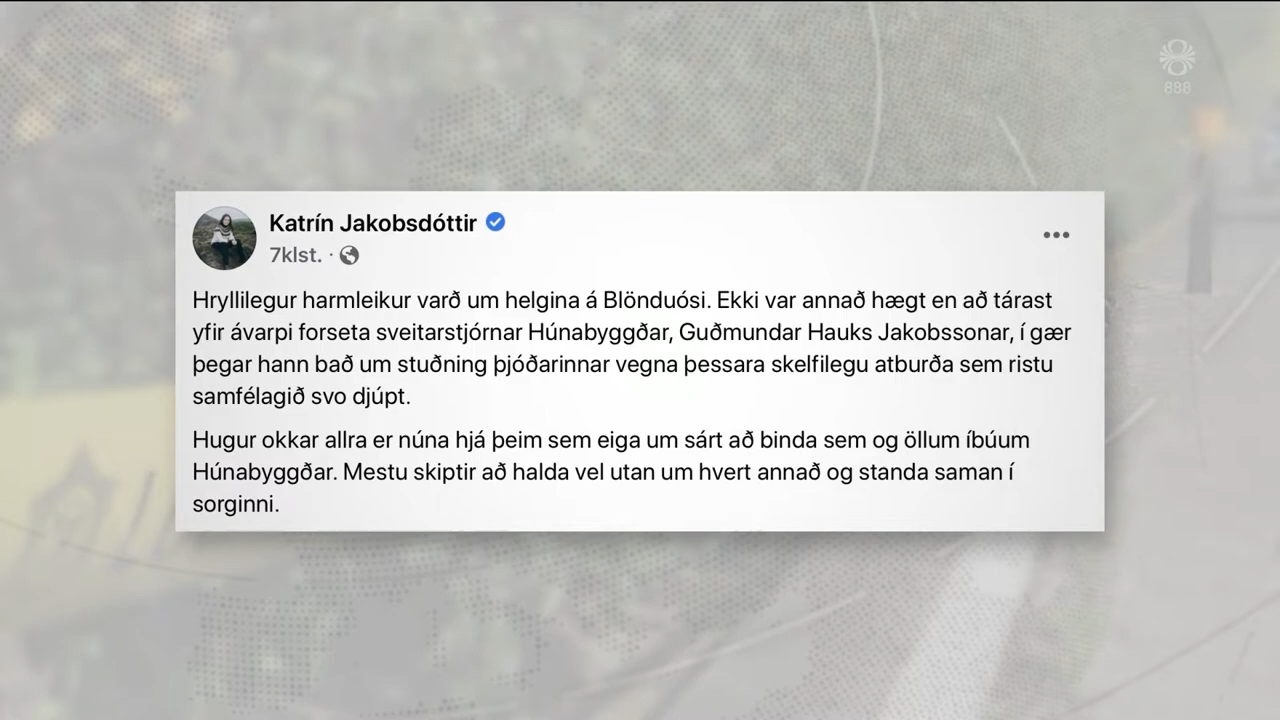 888
Katrín Jakobsdóttir
7klst. ·
Hryllilegur harmleikur varð um helgina á Blönduósi. Ekki var annað hægt en að tárast
yfir ávarpi forseta sveitarstjórnar Húnabyggðar, Guðmundar Hauks Jakobssonar, í gær
þegar hann bað um stuðning þjóðarinnar vegna þessara skelfilegu atburða sem ristu
samfélagið svo djúpt.
Hugur okkar allra er núna hjá þeim sem eiga um sárt að binda sem og öllum íbúum
Húnabyggðar. Mestu skiptir að halda vel utan um hvert annað og standa saman í
sorginni.